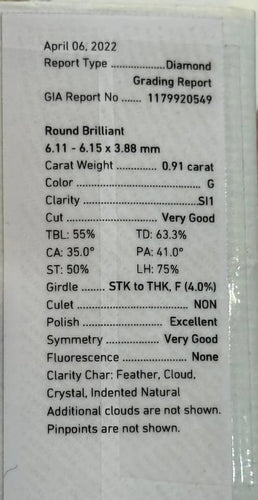 April 06, 2022
Report Type ..................Diamond
Grading Report
GIA Report No ....... 1179920549
Round Brilliant
6.11 - 6.15 x 3.88 mm
Carat Weight .............. 0.91 carat
Color ............................................. G
Clarity .........................................SI1
Cut ................................ Very Good
TBL: 55% TD: 63.3%
CA: 35.0° PA: 41.0°
ST: 50% LH: 75%
Girdle ........ STK to THK, F (4.0%)
Culet ........................................ NON
Polish ............................... Excellent
Symmetry ..................... Very Good
Fluorescence ....................... None
Clarity Char: Feather, Cloud,
Crystal, Indented Natural
Additional clouds are not shown.
Pinpoints are not shown.